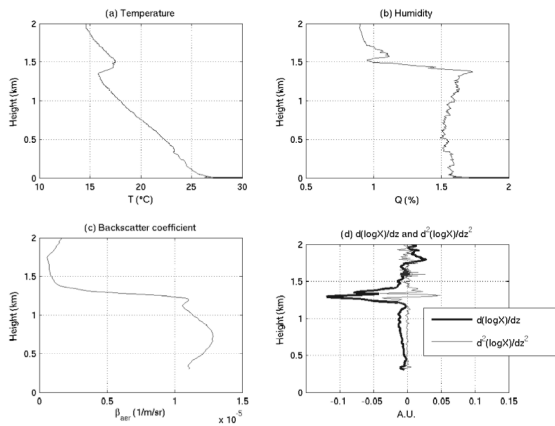 (a) Temperature
2
1.5
1
0.5
0
Height (km)
10 15 20 25 30
T (°C)
(b) Humidity
2
1.5
1
0.5
0
Height (km)
0.5 1 1.5 2
Q (%)
(c) Backscatter coefficient
2
1.5
1
0.5
0
Height (km)
0 0.5 1 1.5
x 10⁻⁵
β_aer (1/m/sr)
(d) d(logX)/dz and d²(logX)/dz²
2
1.5
1
0.5
0
Height (km)
d(logX)/dz
d²(logX)/dz²
-0.1 -0.05 0 0.05 0.1 0.15
A.U.